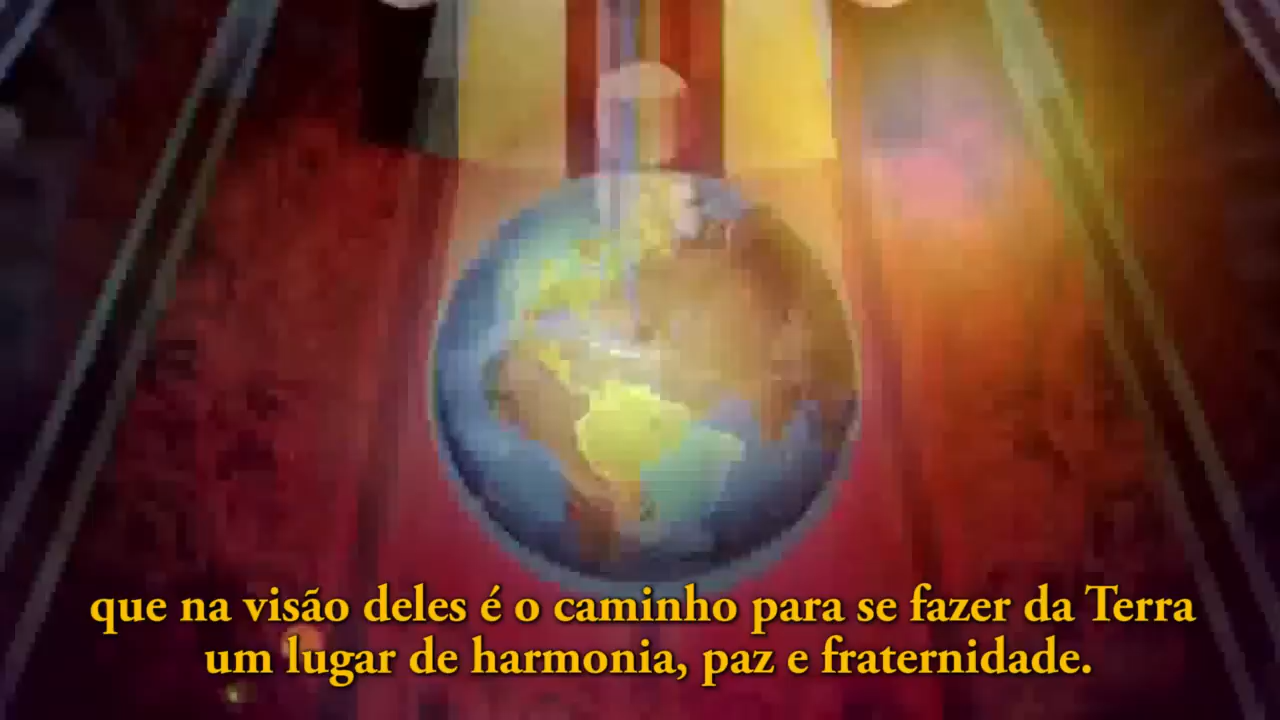 que na visão deles é o caminho para se fazer da Terra
um lugar de harmonia, paz e fraternidade.